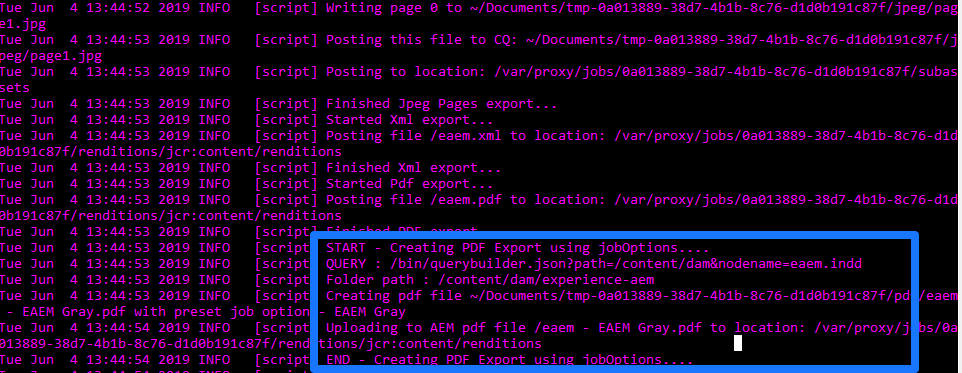 Tue Jun  4 13:44:52 2019 INFO   [script] Writing page 0 to ~/Documents/tmp-0a013889-38d7-4b1b-8c76-d1d0b191c87f/jpeg/pag
e1.jpg
Tue Jun  4 13:44:53 2019 INFO   [script] Posting this file to CQ: ~/Documents/tmp-0a013889-38d7-4b1b-8c76-d1d0b191c87f/j
peg/page1.jpg
Tue Jun  4 13:44:53 2019 INFO   [script] Posting to location: /var/proxy/jobs/0a013889-38d7-4b1b-8c76-d1d0b191c87f/subas
sets
Tue Jun  4 13:44:53 2019 INFO   [script] Finished Jpeg Pages export...
Tue Jun  4 13:44:53 2019 INFO   [script] Started Xml export...
Tue Jun  4 13:44:53 2019 INFO   [script] Posting file /eaem.xml to location: /var/proxy/jobs/0a013889-38d7-4b1b-8c76-d1d
0b191c87f/renditions/jcr:content/renditions
Tue Jun  4 13:44:53 2019 INFO   [script] Finished Xml export...
Tue Jun  4 13:44:53 2019 INFO   [script] Started Pdf export...
Tue Jun  4 13:44:53 2019 INFO   [script] Posting file /eaem.pdf to location: /var/proxy/jobs/0a013889-38d7-4b1b-8c76-d1d
0b191c87f/renditions/jcr:content/renditions
Tue Jun  4 13:44:53 2019 INFO   [script] Finished PDF export
Tue Jun  4 13:44:53 2019 INFO   [script] START - Creating PDF Export using jobOptions....
Tue Jun  4 13:44:53 2019 INFO   [script] QUERY : /bin/querybuilder.json?path=/content/dam&nodename=eaem.indd
Tue Jun  4 13:44:53 2019 INFO   [script] Folder path : /content/dam/experience-aem
Tue Jun  4 13:44:53 2019 INFO   [script] Creating pdf file ~/Documents/tmp-0a013889-38d7-4b1b-8c76-d1d0b191c87f/pdf/eaem
 - EAEM Gray.pdf with preset job option - EAEM Gray
Tue Jun  4 13:44:54 2019 INFO   [script] Uploading to AEM pdf file /eaem - EAEM Gray.pdf to location: /var/proxy/jobs/0a
013889-38d7-4b1b-8c76-d1d0b191c87f/renditions/jcr:content/renditions
Tue Jun  4 13:44:54 2019 INFO   [script] END - Creating PDF Export using jobOptions....